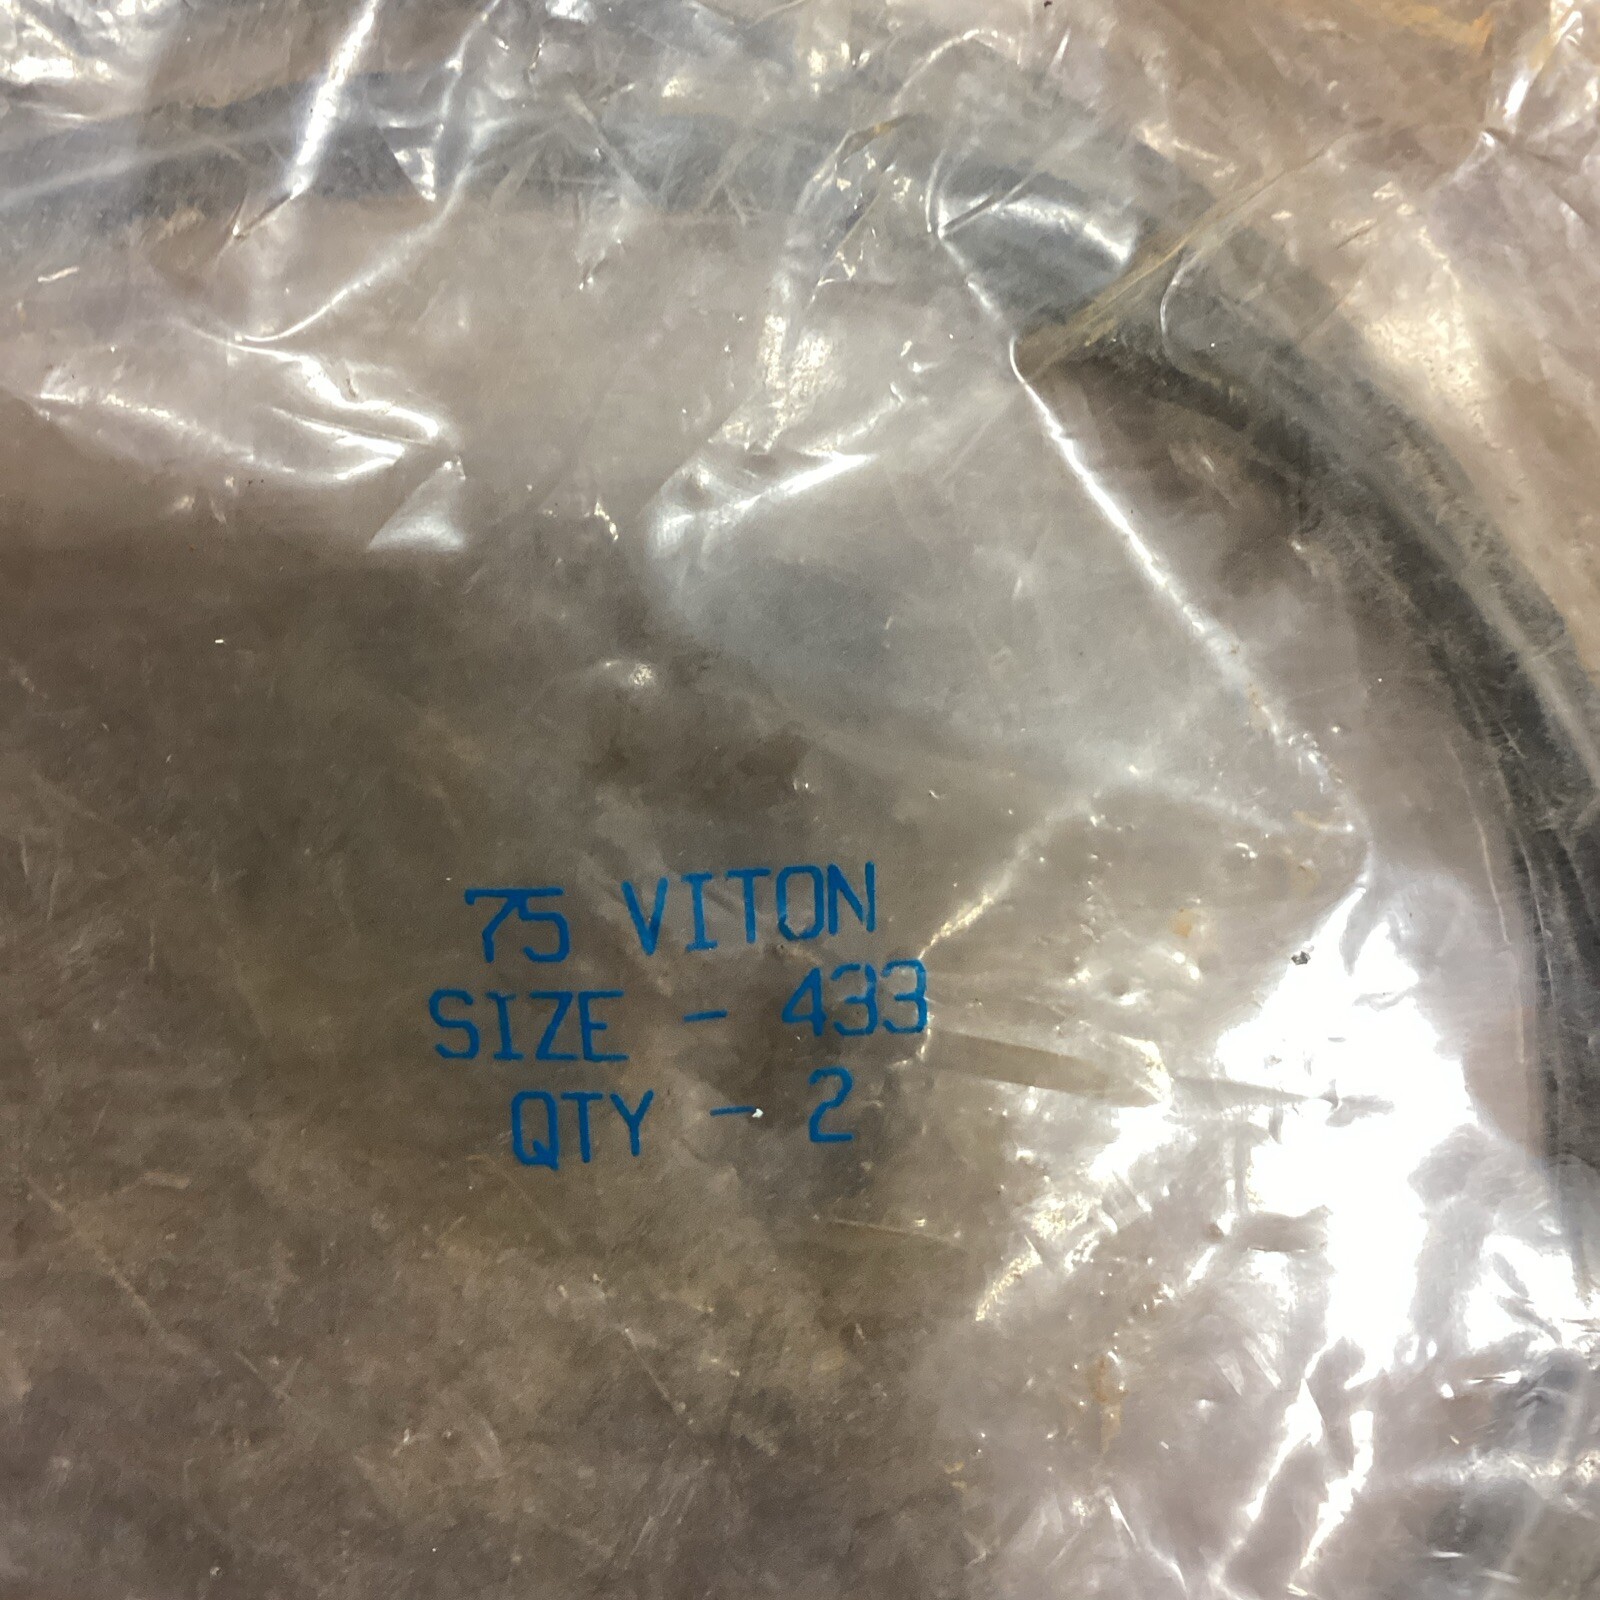 75 VITON
SIZE - 433
QTY - 2